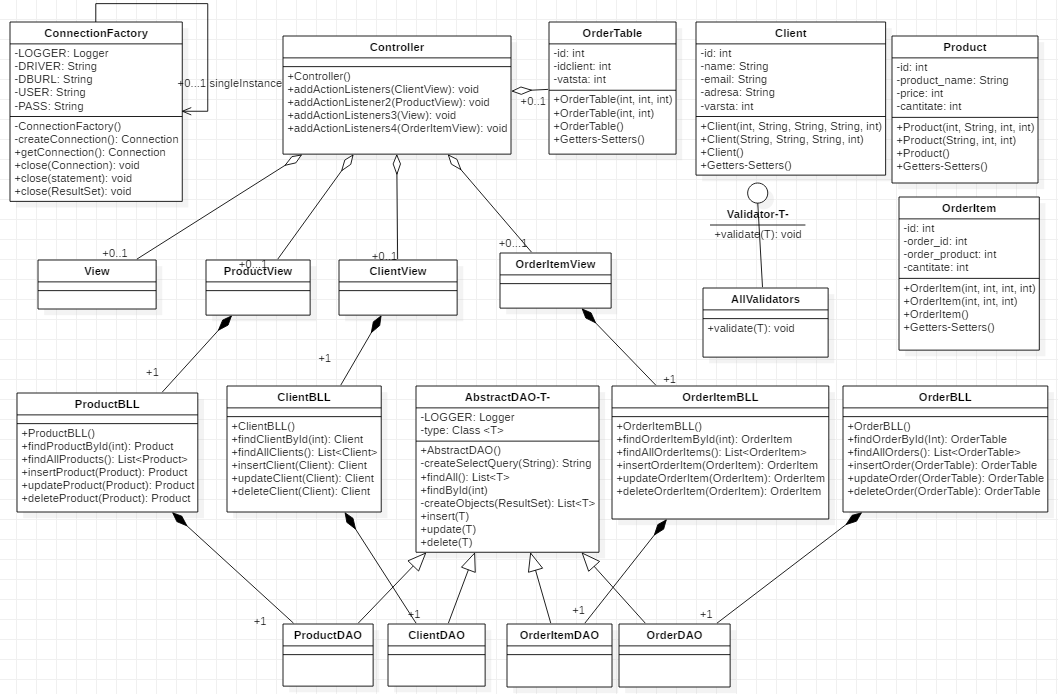 ConnectionFactory
-LOGGER: Logger
-DRIVER: String
-DBURL: String
-USER: String
-PASS: String
-ConnectionFactory()
-createConnection(): Connection
+getConnection(): Connection
+close(Connection): void
+close(statement): void
+close(ResultSet): void
+0...1 singleInstance
Controller
+Controller()
+addActionListeners(ClientView): void
+addActionListener2(ProductView): void
+addActionListeners3(View): void
+addActionListeners4(OrderItemView): void
+0..1
OrderTable
-id: int
-idclient: int
-vatsta: int
+OrderTable(int, int, int)
+OrderTable(int, int)
+OrderTable()
+Getters-Setters()
Client
-id: int
-name: String
-email: String
-adresa: String
-varsta: int
+Client(int, String, String, String, int)
+Client(String, String, String, int)
+Client()
+Getters-Setters()
Product
-id: int
-product_name: String
-price: int
-cantitate: int
+Product(int, String, int, int)
+Product(String, int, int)
+Product()
+Getters-Setters()
Validator-T-
+validate(T): void
OrderItem
-id: int
-order_id: int
-order_product: int
-cantitate: int
+OrderItem(int, int, int, int)
+OrderItem(int, int, int)
+OrderItem()
+Getters-Setters()
+0..1
View
+0...1
ProductView
+0...1
ClientView
+0...1
OrderItemView
AllValidators
+validate(T): void
+1
+1
+1
ProductBLL
+ProductBLL()
+findProductById(int): Product
+findAllProducts(): List<Product>
+insertProduct(Product): Product
+updateProduct(Product): Product
+deleteProduct(Product): Product
ClientBLL
+ClientBLL()
+findClientById(int): Client
+findAllClients(): List<Client>
+insertClient(Client): Client
+updateClient(Client): Client
+deleteClient(Client): Client
AbstractDAO-T-
-LOGGER: Logger
-type: Class <T>
+AbstractDAO()
-createSelectQuery(String): String
+findAll(): List<T>
+findById(int)
-createObjects(ResultSet): List<T>
+insert(T)
+update(T)
+delete(T)
OrderItemBLL
+OrderItemBLL()
+findOrderItemById(int): OrderItem
+findAllOrderItems(): List<OrderItem>
+insertOrderItem(OrderItem): OrderItem
+updateOrderItem(OrderItem): OrderItem
+deleteOrderItem(OrderItem): OrderItem
OrderBLL
+OrderBLL()
+findOrderById(Int): OrderTable
+findAllOrders(): List<OrderTable>
+insertOrder(OrderTable): OrderTable
+updateOrder(OrderTable): OrderTable
+deleteOrder(OrderTable): OrderTable
+1
+1
+1
+1
ProductDAO
ClientDAO
OrderItemDAO
OrderDAO